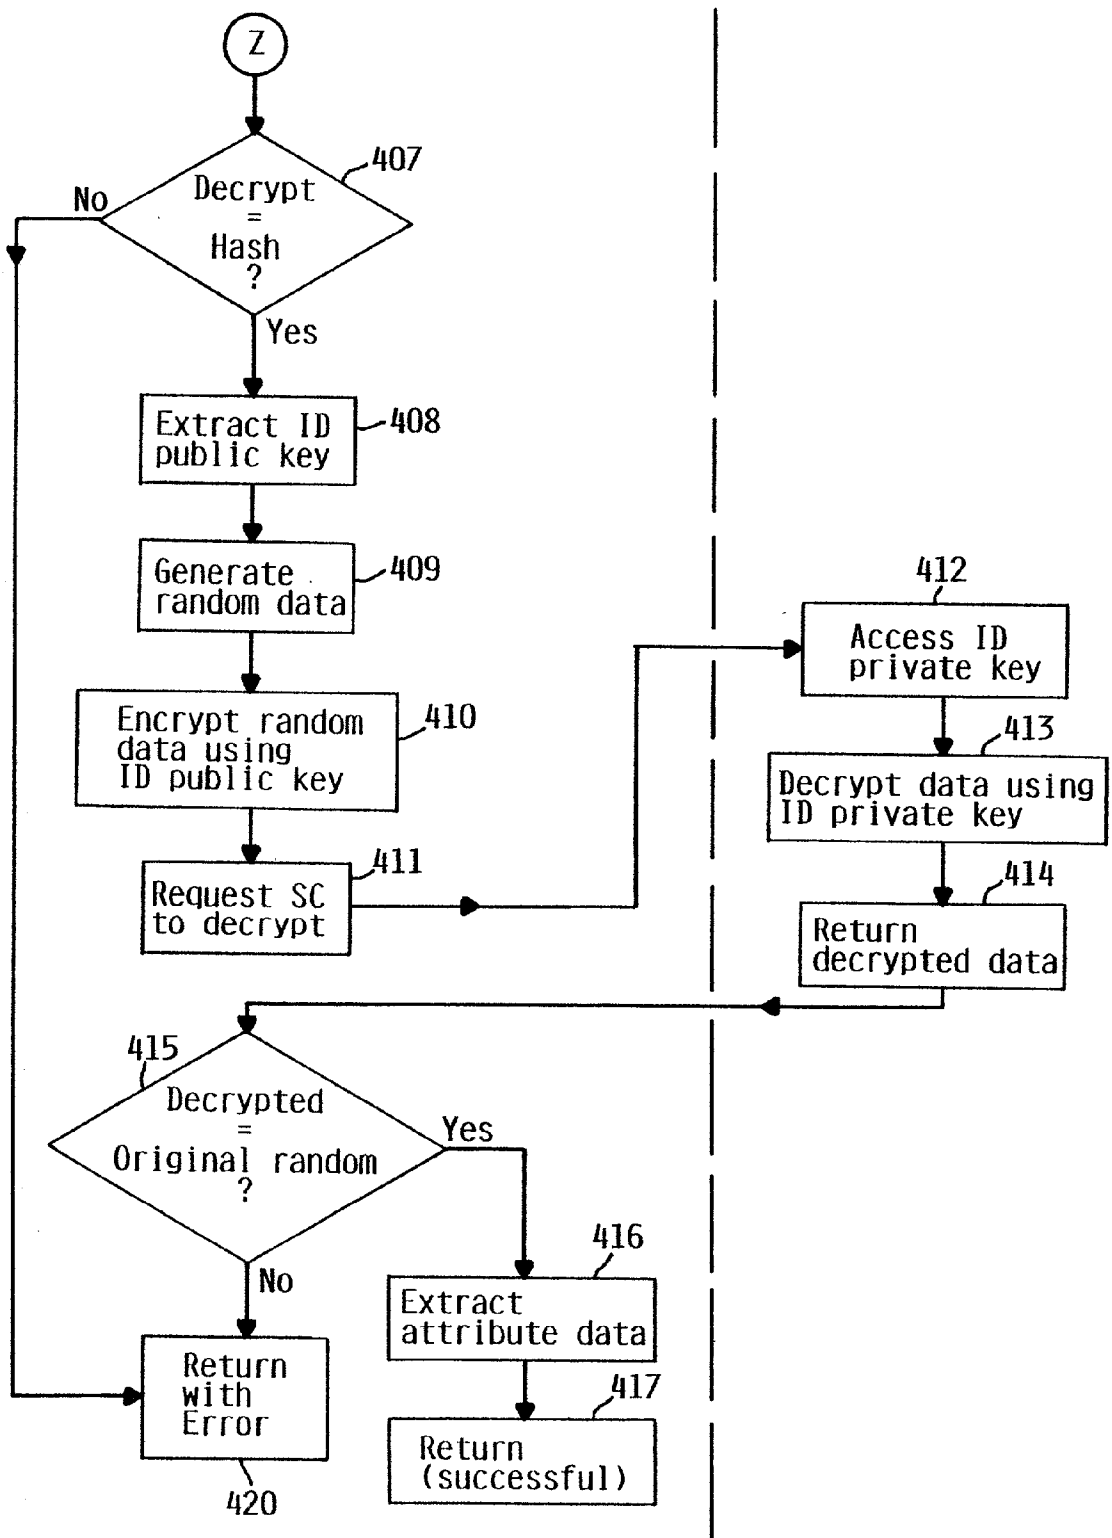 Z
407
Decrypt
=
Hash
?
No
Yes
Extract ID
public key
408
Generate
random data
409
Encrypt random
data using
ID public key
410
Request SC
to decrypt
411
412
Access ID
private key
413
Decrypt data using
ID private key
414
Return
decrypted data
415
Decrypted
=
Original random
?
Yes
No
416
Extract
attribute data
417
Return
(successful)
Return
with
Error
420